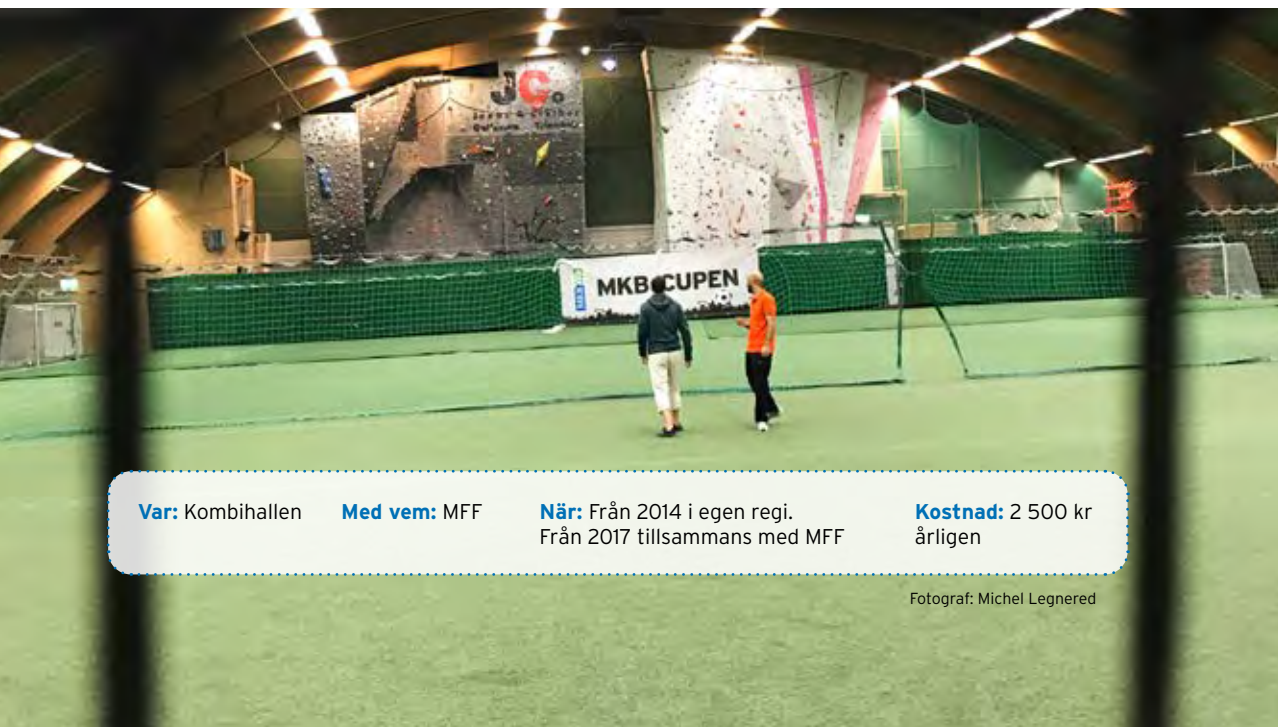 JC.
MKB CUPEN
Var: Kombihallen
Med vem: MFF
När: Från 2014 i egen regi.
Från 2017 tillsammans med MFF
Kostnad: 2 500 kr
årligen
Fotograf: Michel Legnered